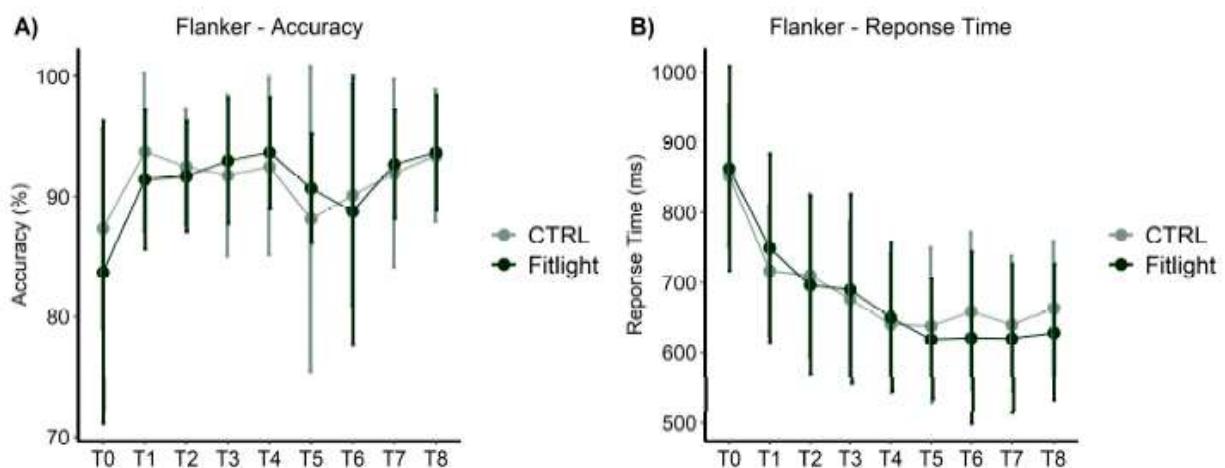 A) Flanker - Accuracy
100
90
80
70
Accuracy (%)
T0 T1 T2 T3 T4 T5 T6 T7 T8
CTRL
Fitlight
B) Flanker - Reponse Time
1000
900
800
700
600
500
Reponse Time (ms)
T0 T1 T2 T3 T4 T5 T6 T7 T8
CTRL
Fitlight